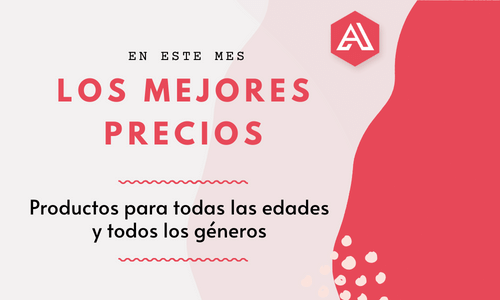 EN ESTE MES
LOS MEJORES
PRECIOS
Productos para todas las edades
y todos los géneros